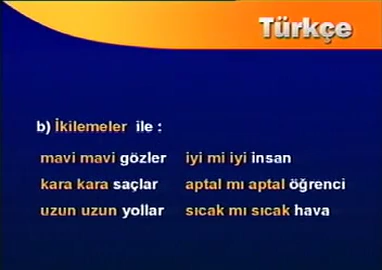 Türkçe
b) İkilemeler ile :
mavi mavi gözler iyi mi iyi insan
kara kara saçlar aptal mı aptal öğrenci
uzun uzun yollar sıcak mı sıcak hava